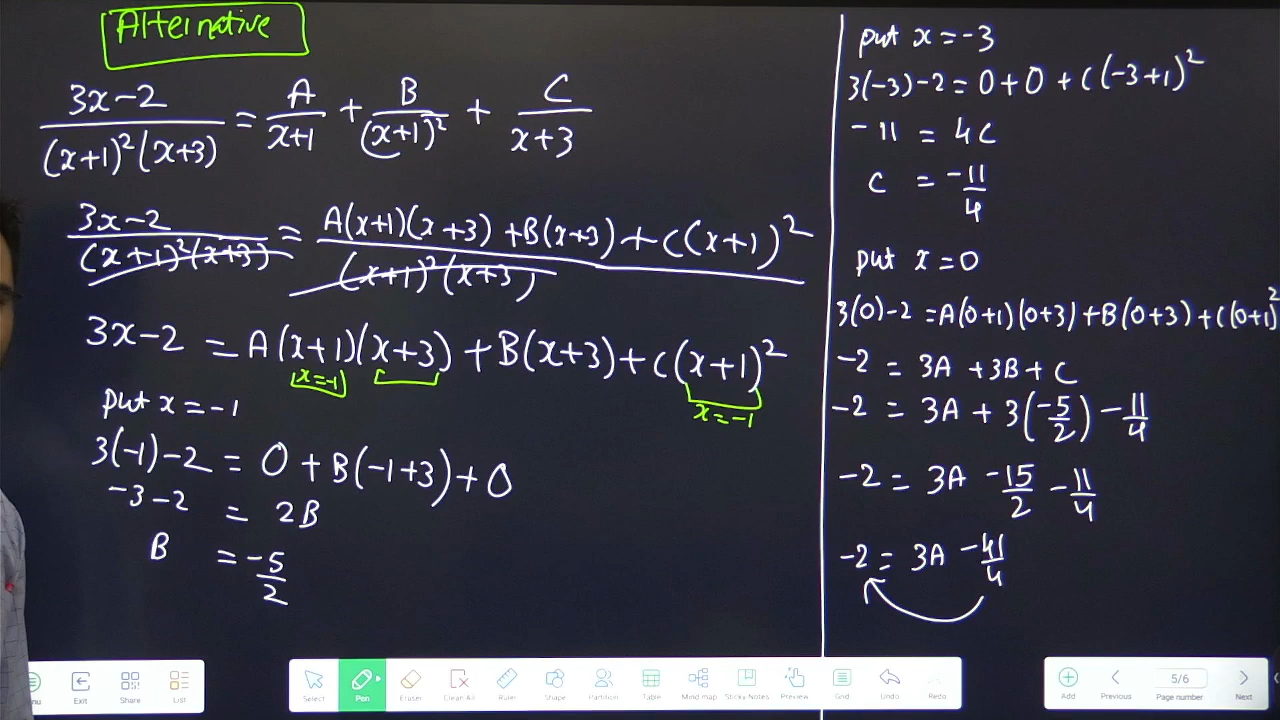 Alternative
3x-2/(x+1)²(x+3) = A/x+1 + B/(x+1)² + C/x+3
3x-2/(x+1)²(x+3) = A(x+1)(x+3)+B(x+3)+C(x+1)²/(x+1)²(x+3)
3x-2 = A(x+1)(x+3)+B(x+3)+C(x+1)²
x=-1 x=-1
put x=-1
3(-1)-2 = 0+B(-1+3)+0
-3-2 = 2B
B = -5/2
put x=-3
3(-3)-2=0+0+C(-3+1)²
-11 = 4C
C = -11/4
put x=0
3(0)-2=A(0+1)(0+3)+B(0+3)+C(0+1)²
-2 = 3A+3B+C
-2 = 3A+3(-5/2)-11/4
-2 = 3A-15/2-11/4
-2 = 3A-41/4
Exit Share List
Select Pen Eraser Clean All Ruler Shape Partition Table Mind map Sticky Notes Preview Grid Undo Redo
Add Previous 5/6 Page number Next